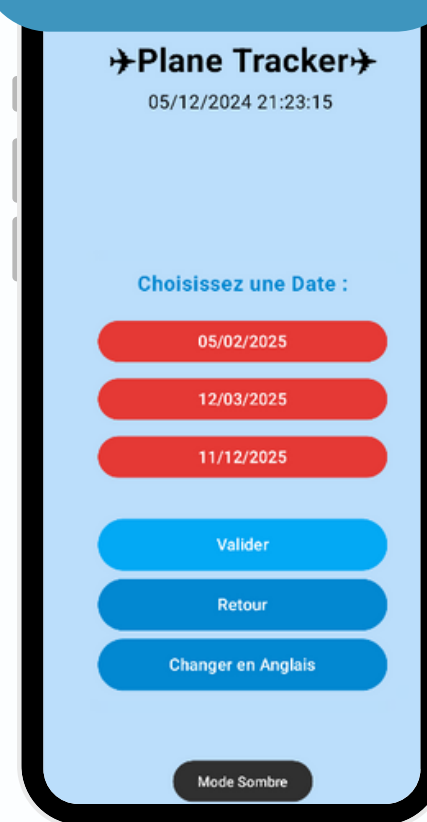 ✈Plane Tracker✈
05/12/2024 21:23:15
Choisissez une Date :
05/02/2025
12/03/2025
11/12/2025
Valider
Retour
Changer en Anglais
Mode Sombre